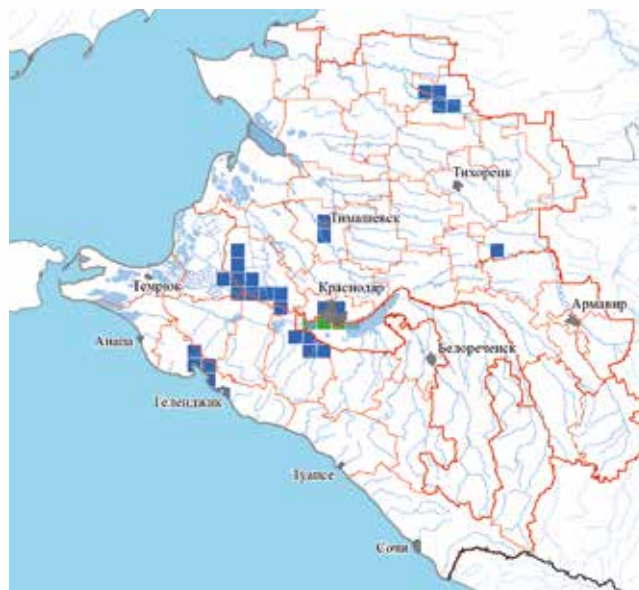 Тихорецк
Тимашевск
Темрюк
Краснодар
Армавир
Анапа
Белореченск
Геленджик
Туапсе
Сочи